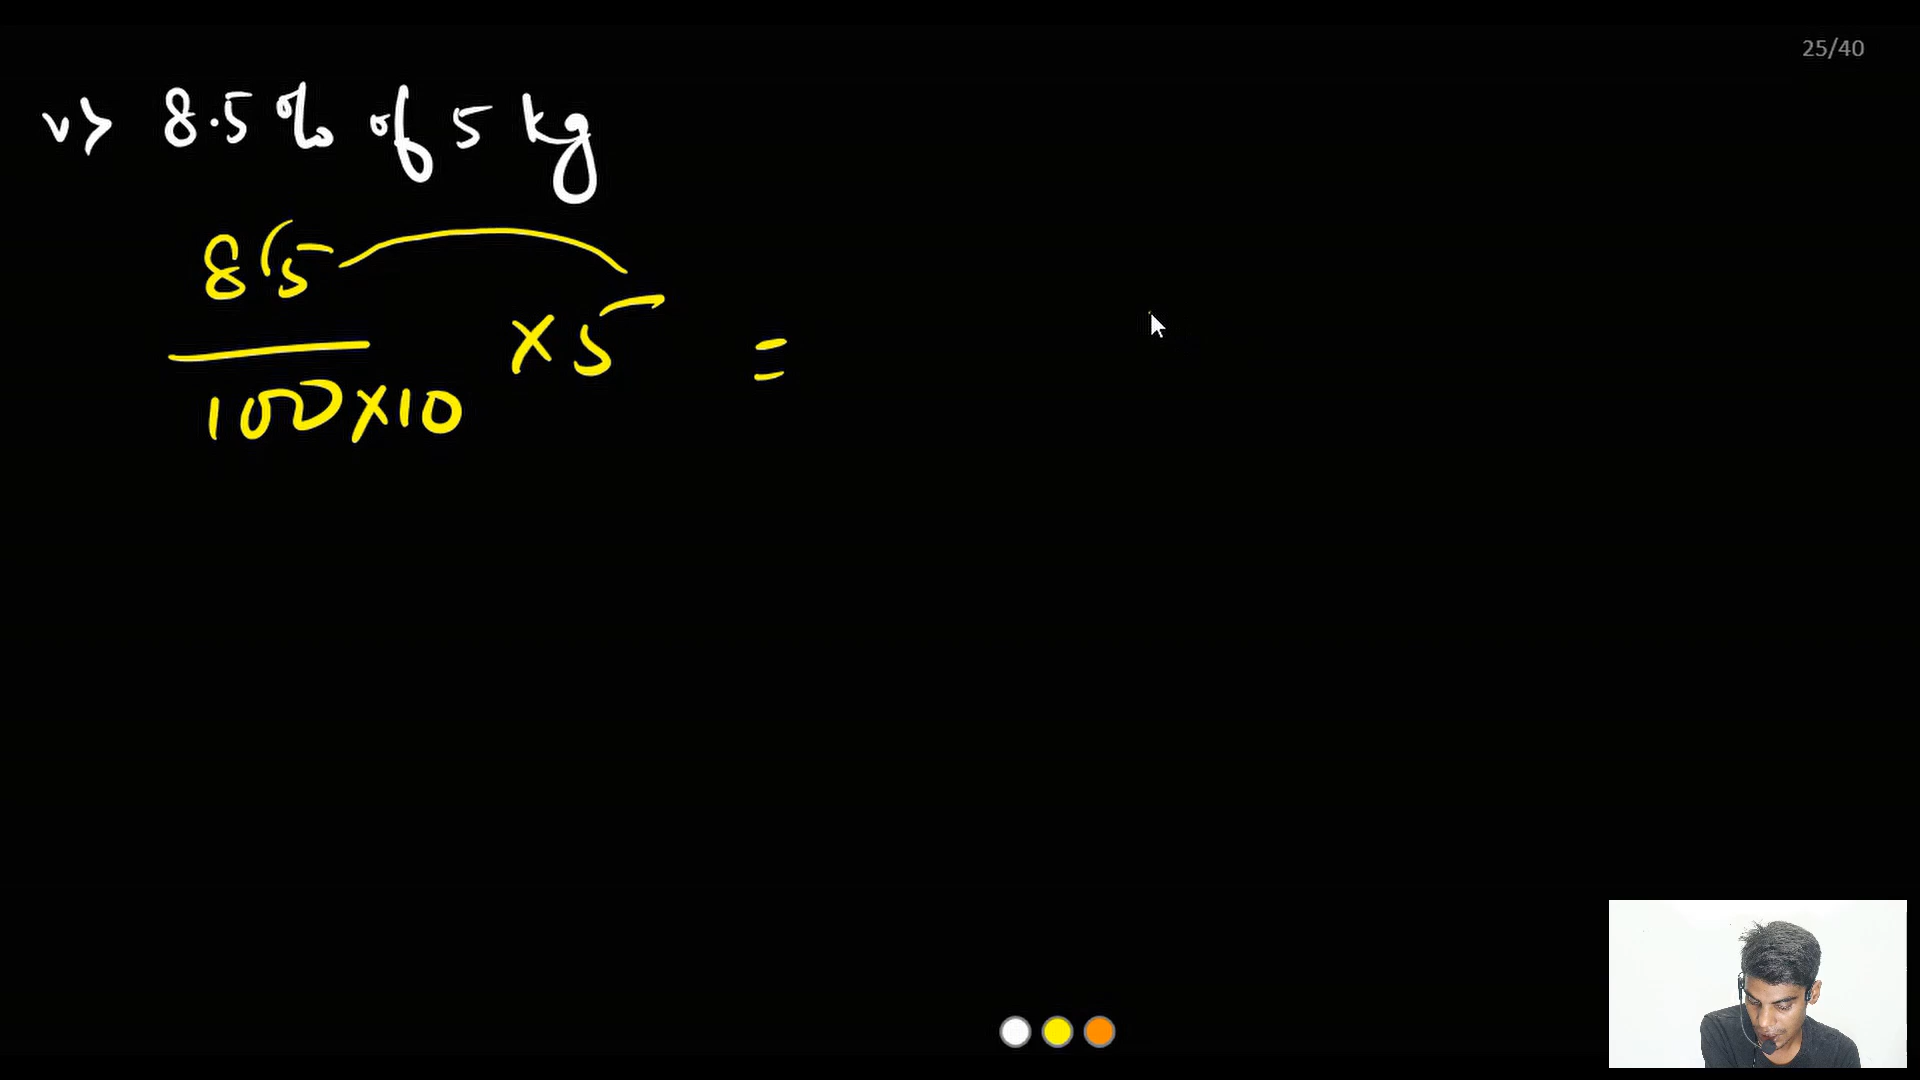 25/40
v> 8.5% of 5 kg
85
× 5 =
100×10